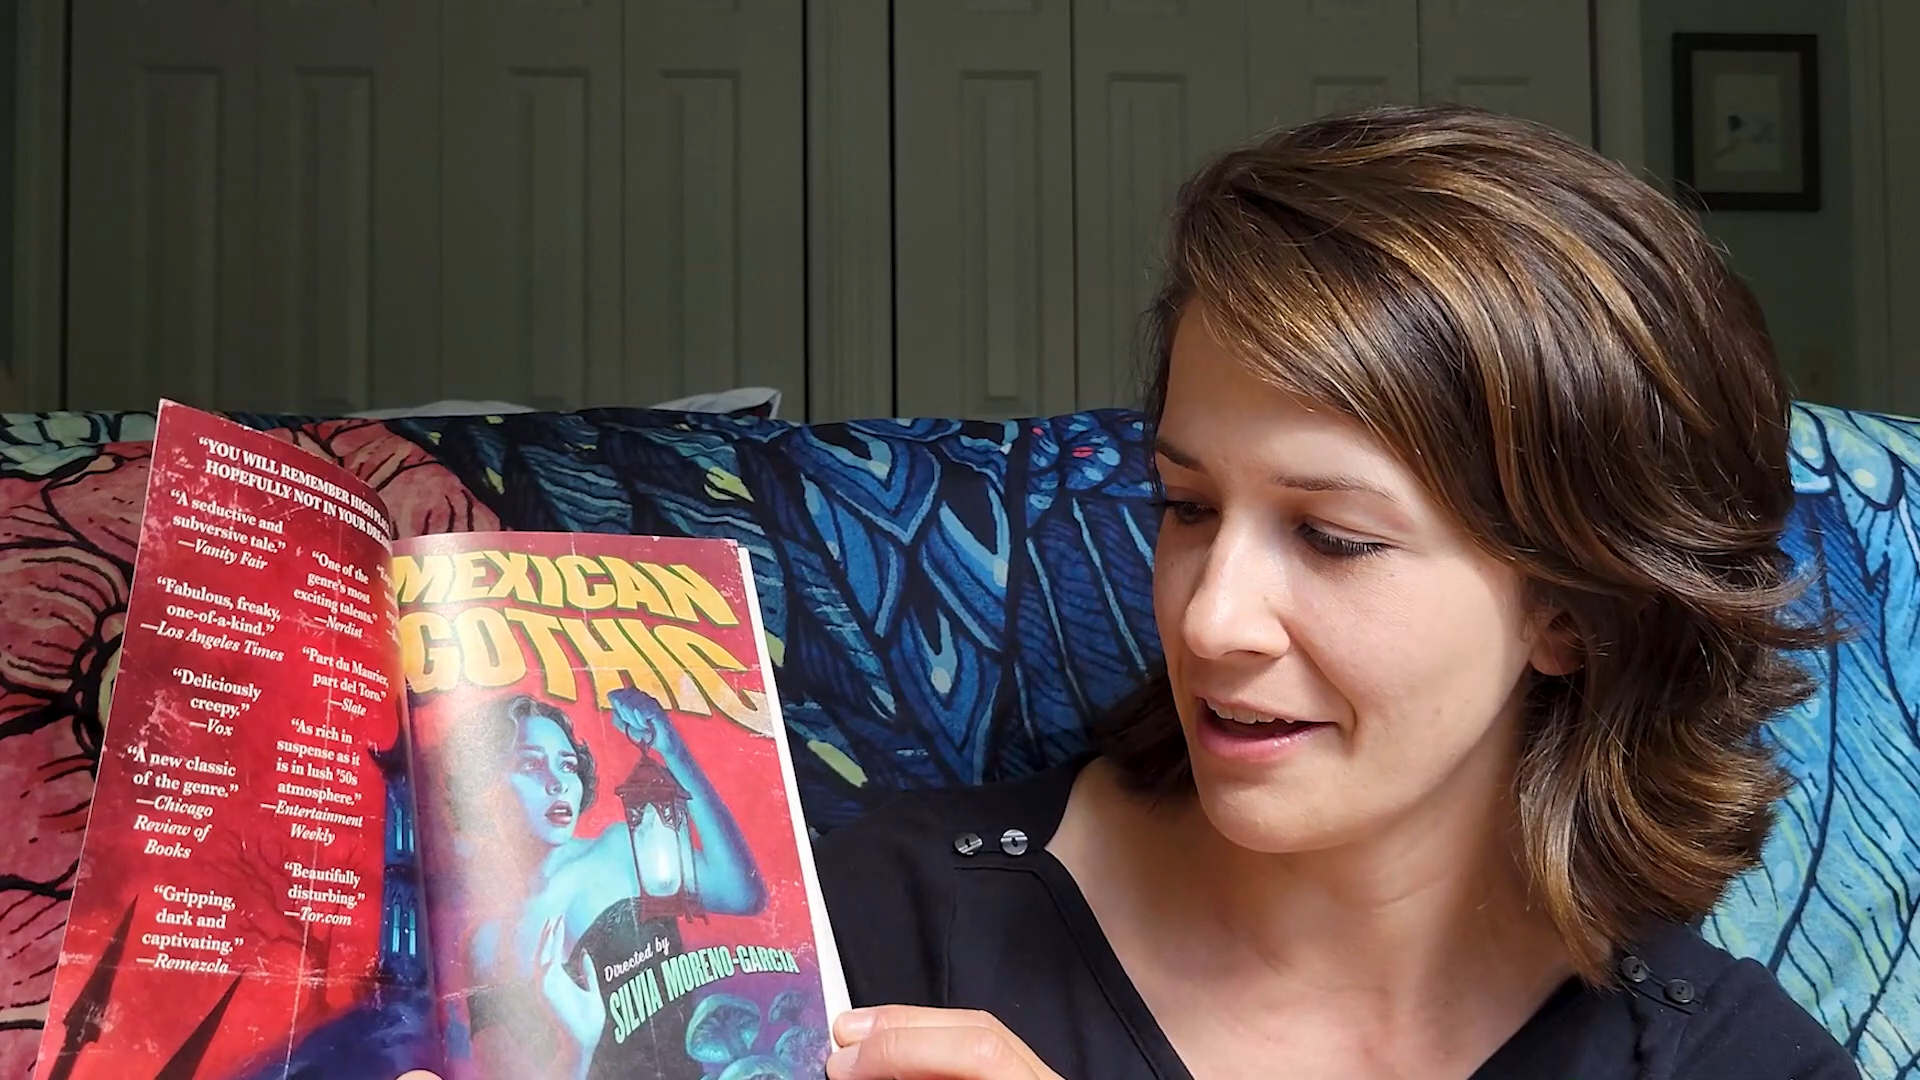 “YOU WILL REMEMBER HIGH
HOPEFULLY NOT IN YOUR
“A seductive and
subversive tale.”
—Vanity Fair
“Fabulous, freaky,
one-of-a-kind.”
—Los Angeles Times
“Deliciously
creepy.”
—Vox
“A new classic
of the genre.”
—Chicago
Review of
Books
“Gripping,
dark and
captivating.”
—Remezcla
“One of the
genre’s most
exciting talents.”
—Nerdist
“Part du Maurier,
part del Toro.”
—Slate
“As rich in
suspense as it
is in lush ’50s
atmosphere.”
—Entertainment
Weekly
“Beautifully
disturbing.”
—Tor.com
MEXICAN
GOTHIC
Directed by
SILVIA MORENO-GARCIA